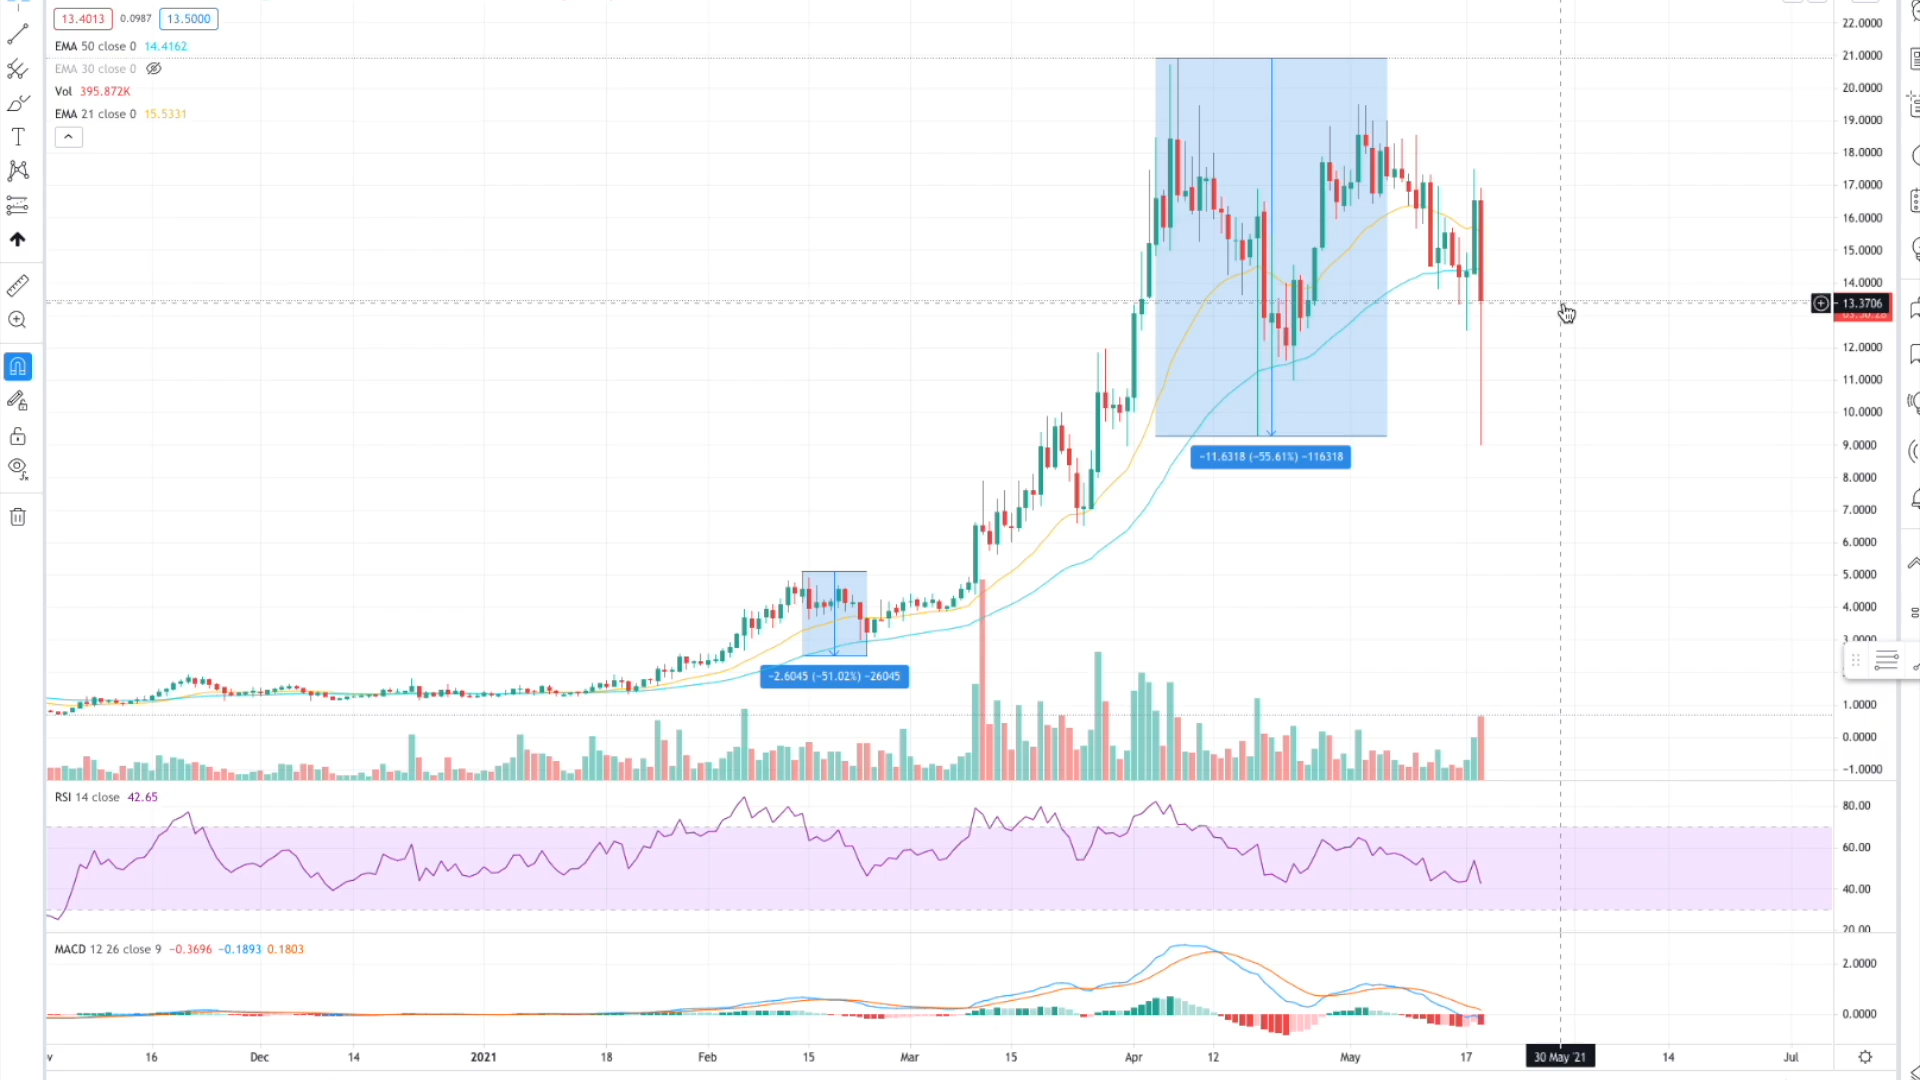 13.4013 0.0987 13.5000
EMA 50 close 0 14.4162
EMA 30 close 0
Vol 395.872K
EMA 21 close 0 15.5331
22.0000
21.0000
20.0000
19.0000
18.0000
17.0000
16.0000
15.0000
14.0000
13.3706
12.0000
11.0000
10.0000
9.0000
8.0000
7.0000
6.0000
5.0000
4.0000
3.0000
1.0000
0.0000
−1.0000
−11.6318 (−55.61%) −116318
−2.6045 (−51.02%) −26045
RSI 14 close 42.65
80.00
60.00
40.00
20.00
MACD 12 26 close 9 −0.3696 −0.1893 0.1803
2.0000
0.0000
16 Dec 14 2021 18 Feb 15 Mar 15 Apr 12 May 17 30 May '21 14 Jul